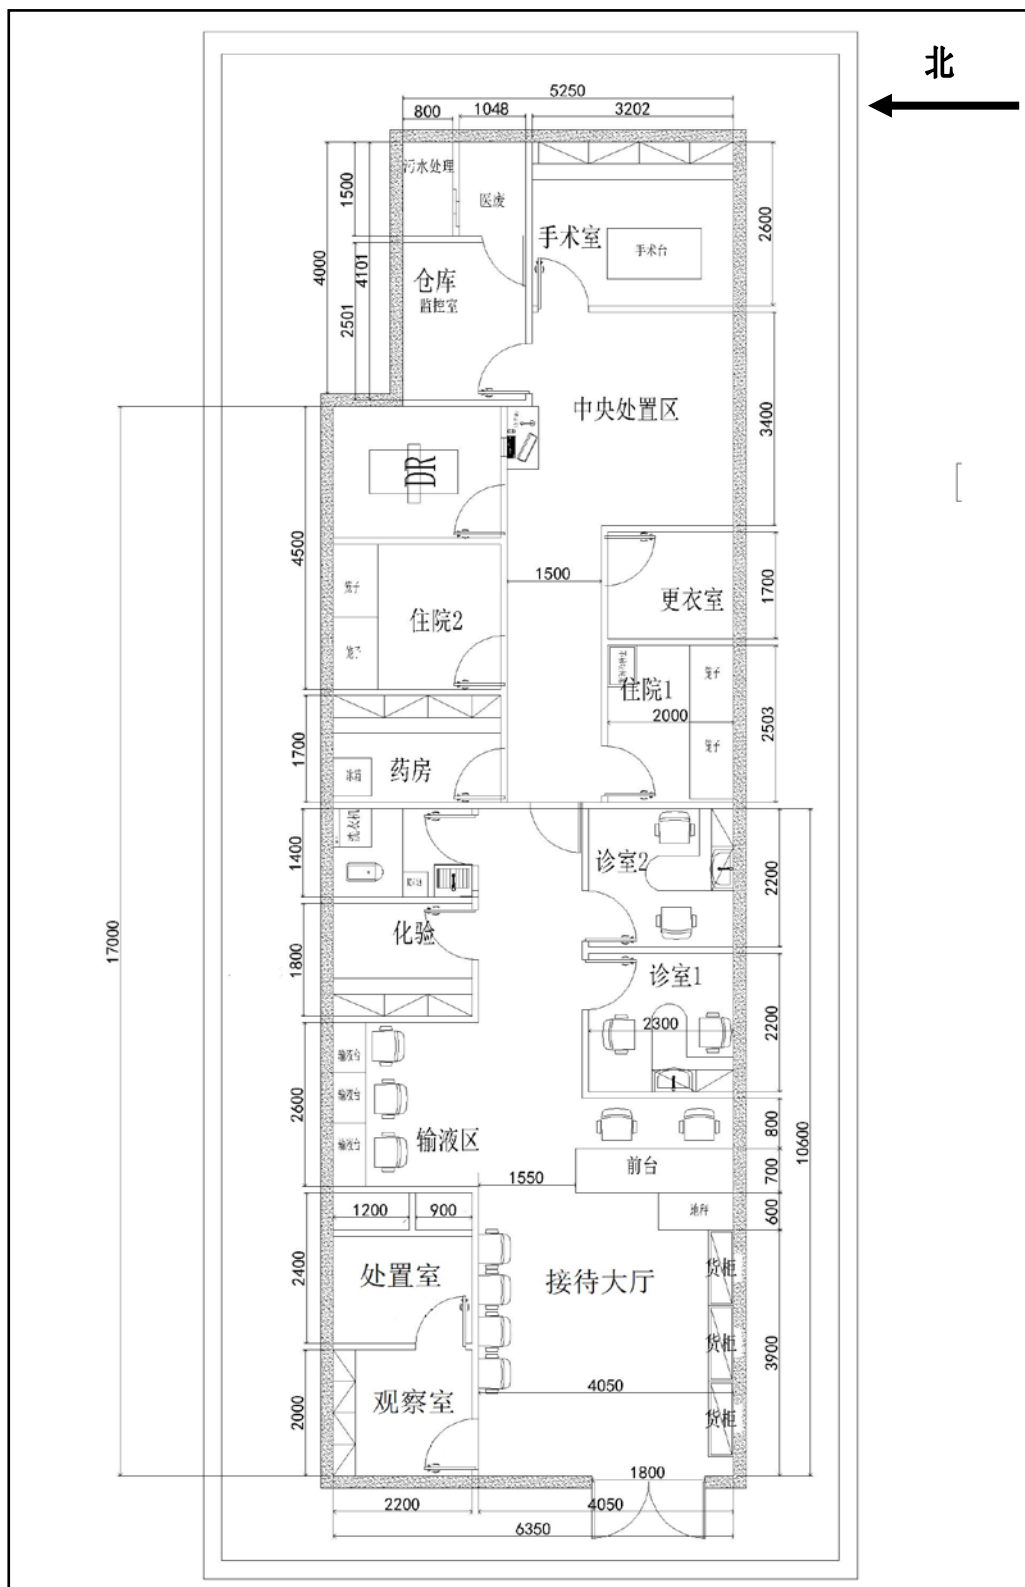 北
5250
800
1048
3202
污水处理
医废
1500
4000
4101
2501
手术室
手术台
2600
仓库
监控室
中央处置区
3400
DR
4500
1500
更衣室
1700
笼子
住院2
笼子
住院1
笼子
2000
2503
笼子
1700
药房
冰箱
洗衣机
1400
诊室2
2200
17000
化验
1800
诊室1
2300
2200
输液台
输液台
输液台
2600
输液区
800
10600
前台
700
1550
1200
900
地秤
600
2400
处置室
接待大厅
货柜
货柜
3900
4050
2000
观察室
货柜
1800
2200
4050
6350